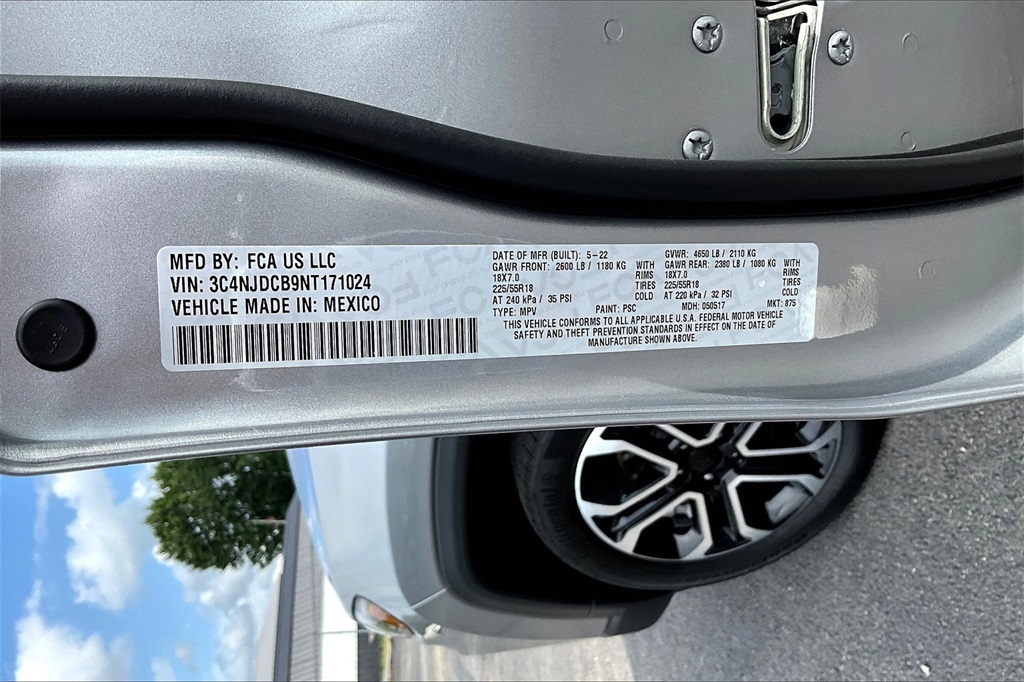 MFD BY: FCA US LLC
VIN: 3C4NJDCB9NT171024
VEHICLE MADE IN: MEXICO
DATE OF MFR (BUILT): 5-22
GVWR: 4650 LB / 2110 KG
GAWR FRONT: 2600 LB / 1180 KG WITH
GAWR REAR: 2380 LB / 1080 KG WITH
18X7.0 RIMS
18X7.0 RIMS
225/55R18 TIRES
225/55R18 TIRES
AT 240 kPa / 35 PSI COLD
AT 220 kPa / 32 PSI COLD
TYPE: MPV PAINT: PSC MDH: 050517 MKT: 875
THIS VEHICLE CONFORMS TO ALL APPLICABLE U.S.A. FEDERAL MOTOR VEHICLE
SAFETY AND THEFT PREVENTION STANDARDS IN EFFECT ON THE DATE OF
MANUFACTURE SHOWN ABOVE.
Continental